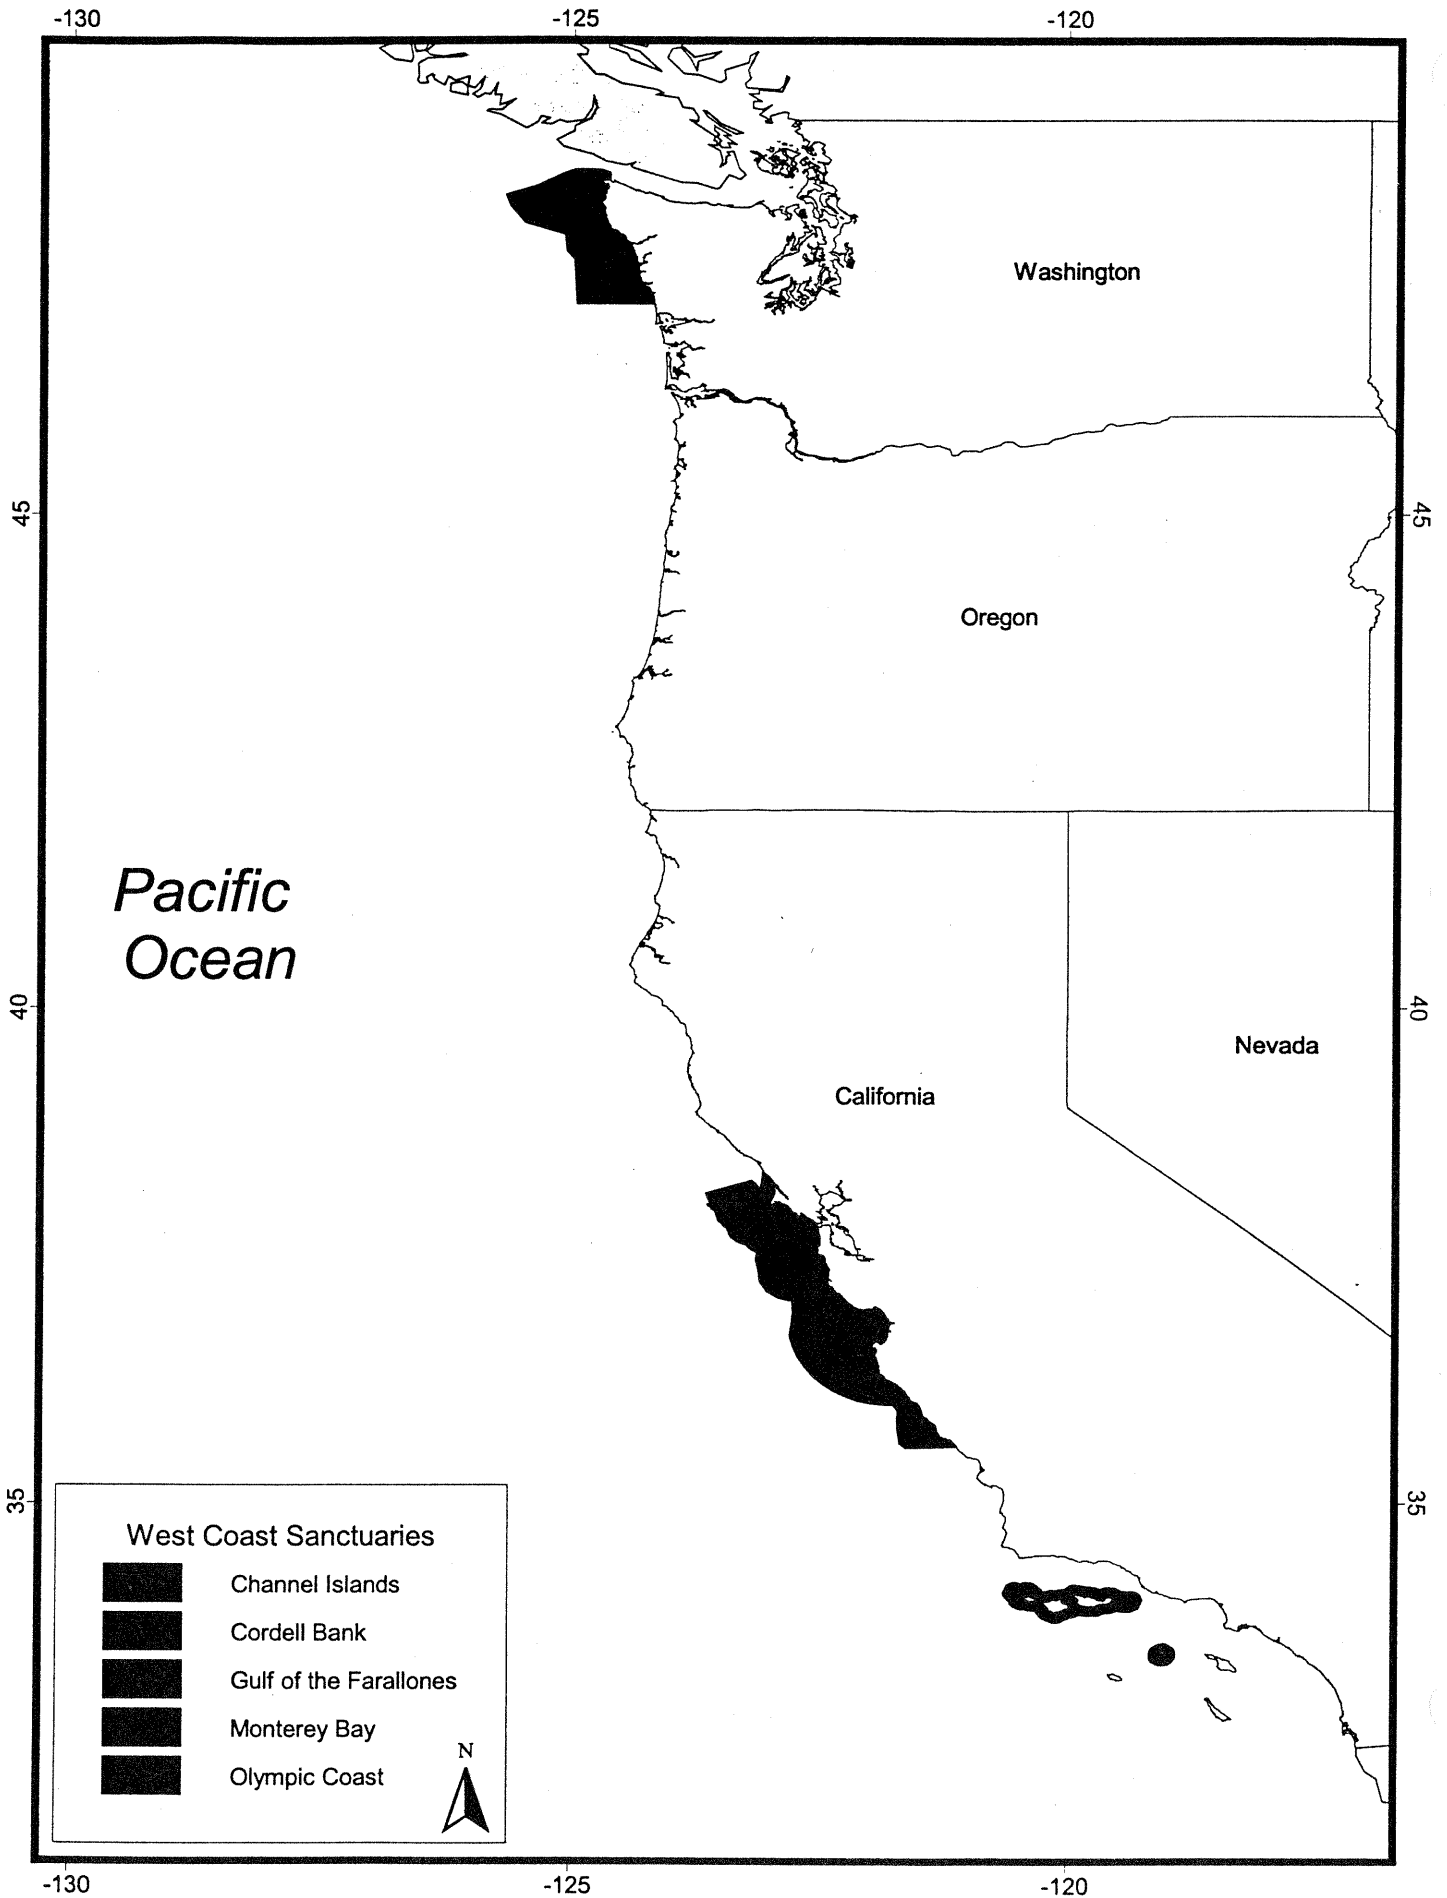 -130 -125 -120
Washington
45 45
Oregon
Pacific
Ocean
40 40
Nevada
California
35 35
West Coast Sanctuaries
Channel Islands
Cordell Bank
Gulf of the Farallones
Monterey Bay
N
Olympic Coast
-130 -125 -120